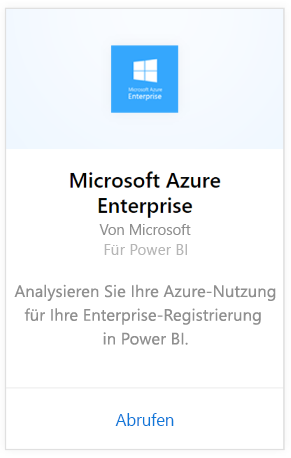 Microsoft Azure
Enterprise
Microsoft Azure
Enterprise
Von Microsoft
Für Power BI
Analysieren Sie Ihre Azure-Nutzung
für Ihre Enterprise-Registrierung
in Power BI.
Abrufen